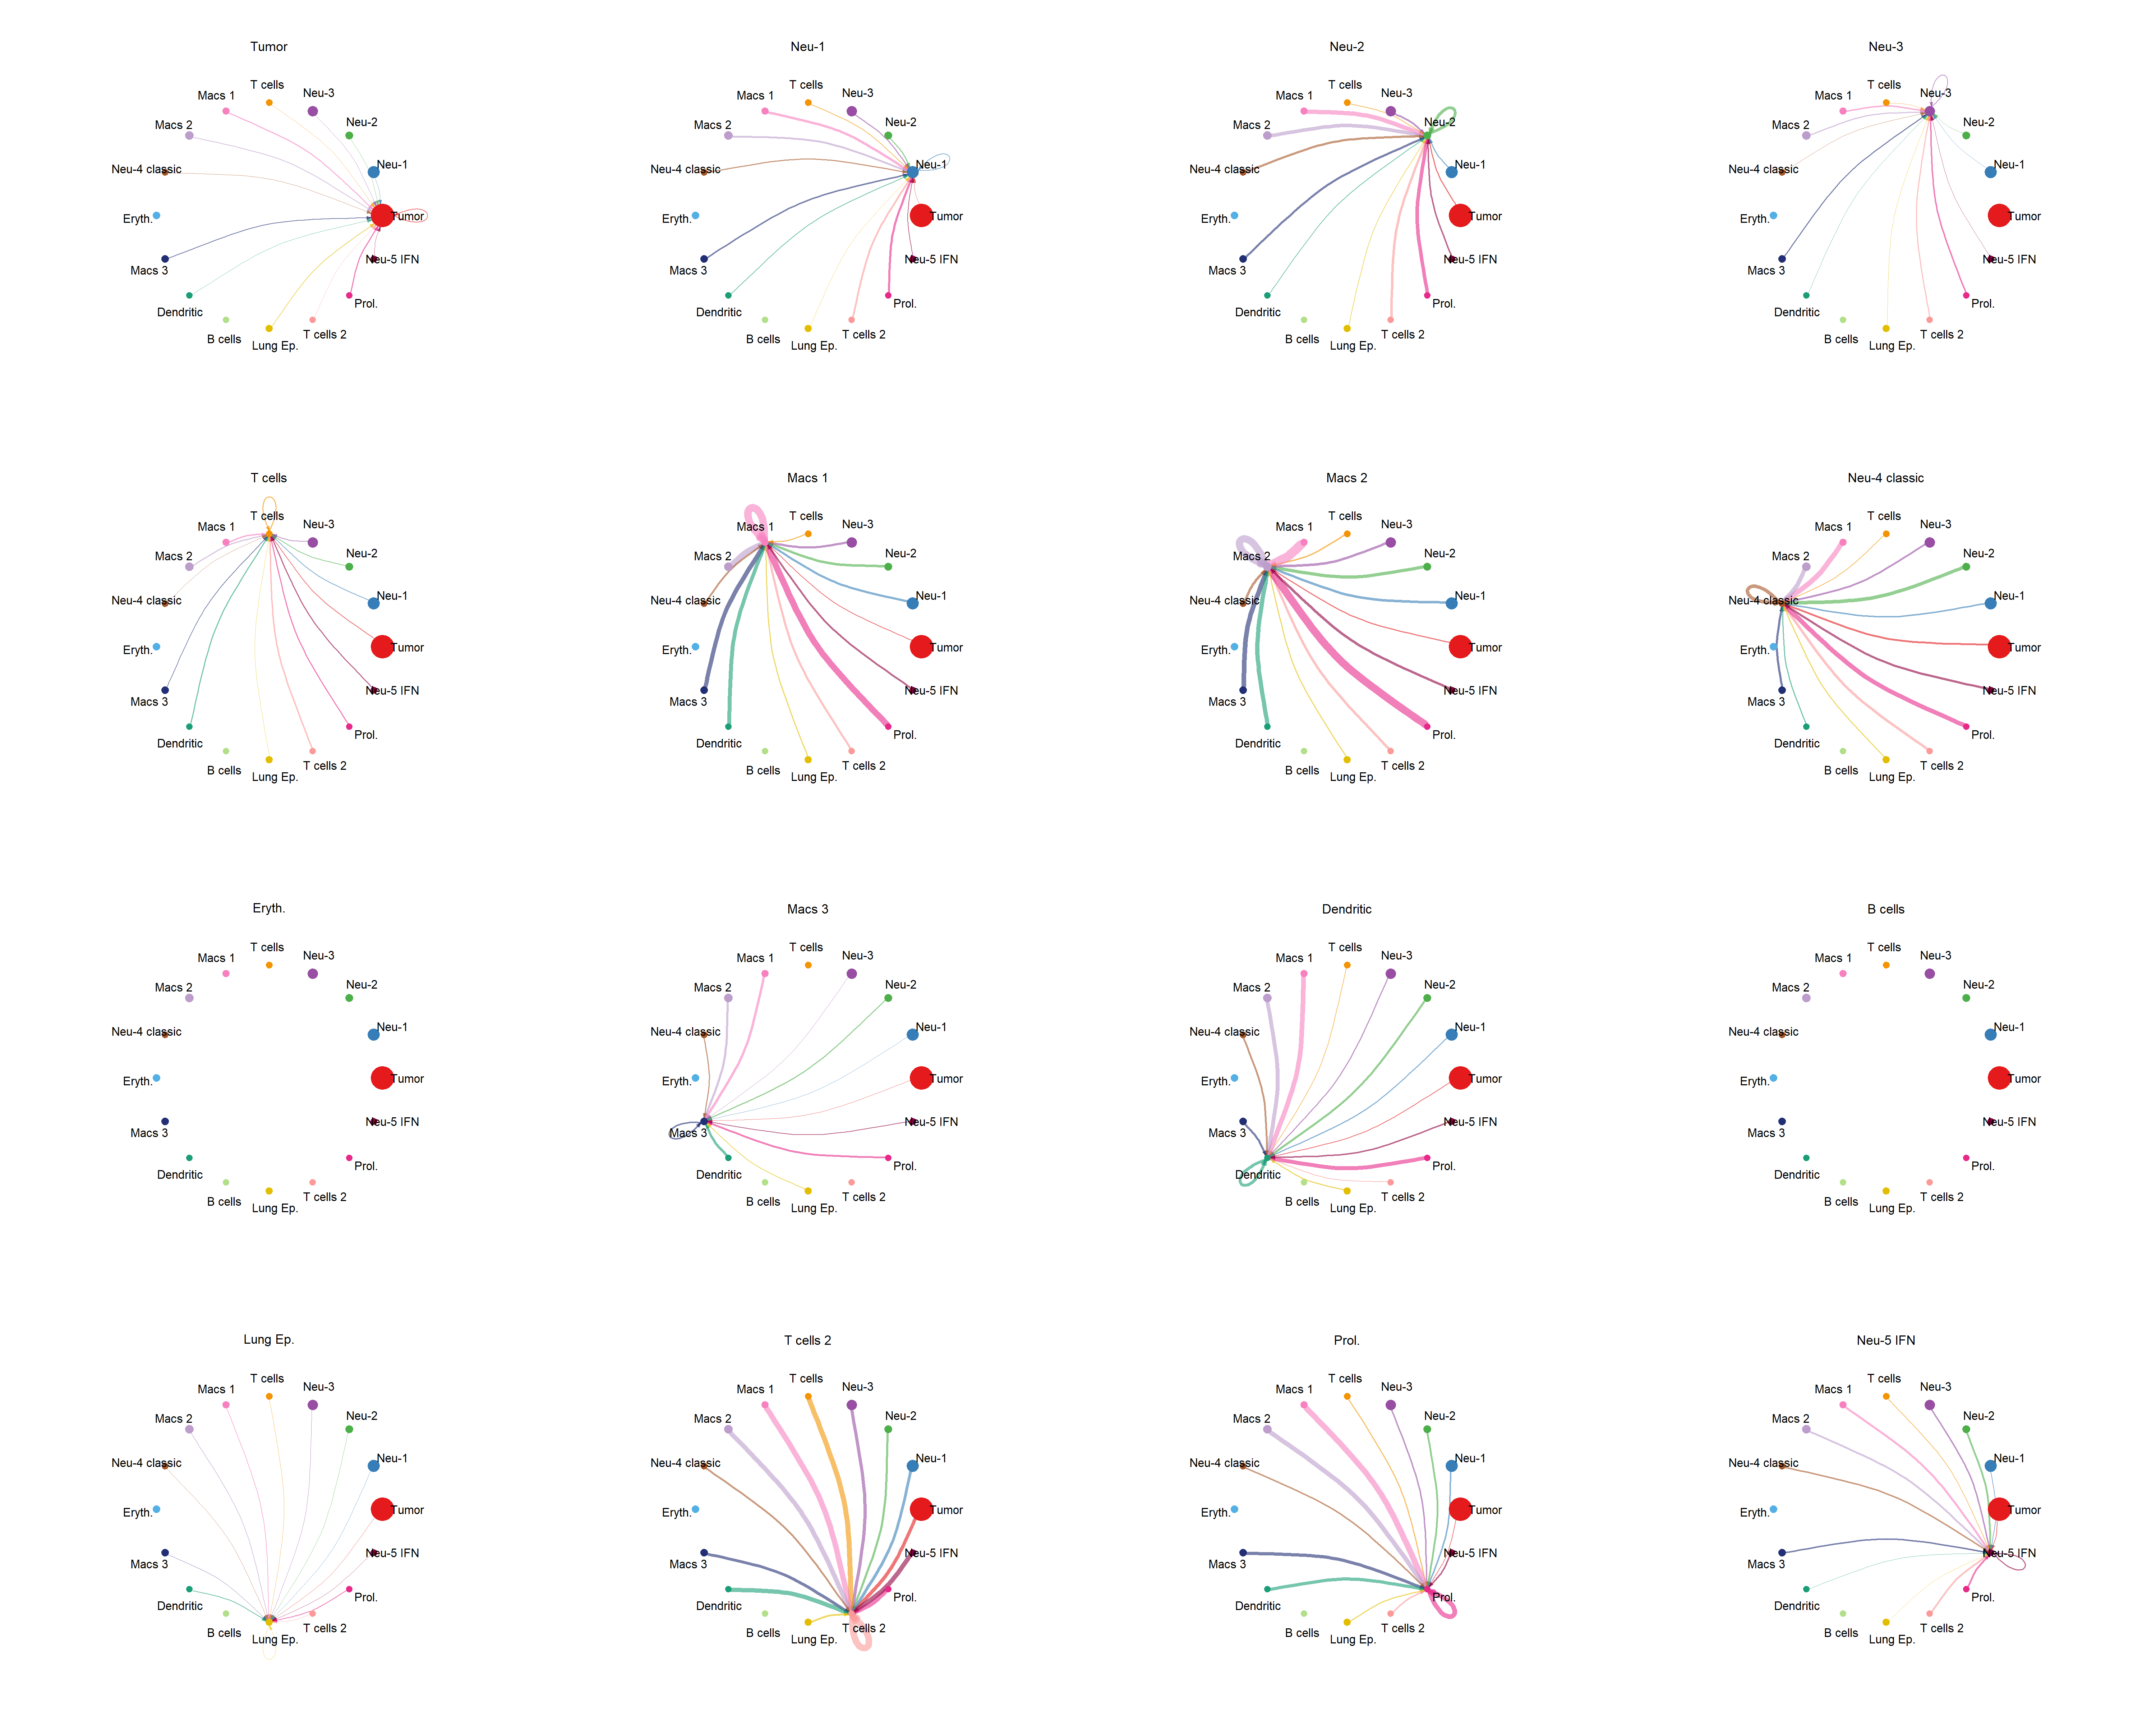 Tumor
T cells
Macs 1
Neu-3
Macs 2
Neu-2
Neu-4 classic
Neu-1
Eryth.
Tumor
Macs 3
Neu-5 IFN
Dendritic
Prol.
B cells
Lung Ep.
T cells 2
Neu-1
T cells
Macs 1
Neu-3
Macs 2
Neu-2
Neu-4 classic
Neu-1
Eryth.
Tumor
Macs 3
Neu-5 IFN
Dendritic
Prol.
B cells
Lung Ep.
T cells 2
Neu-2
T cells
Macs 1
Neu-3
Macs 2
Neu-2
Neu-4 classic
Neu-1
Eryth.
Tumor
Macs 3
Neu-5 IFN
Dendritic
Prol.
B cells
Lung Ep.
T cells 2
Neu-3
T cells
Macs 1
Neu-3
Macs 2
Neu-2
Neu-4 classic
Neu-1
Eryth.
Tumor
Macs 3
Neu-5 IFN
Dendritic
Prol.
B cells
Lung Ep.
T cells 2
T cells
T cells
Macs 1
Neu-3
Macs 2
Neu-2
Neu-4 classic
Neu-1
Eryth.
Tumor
Macs 3
Neu-5 IFN
Dendritic
Prol.
B cells
Lung Ep.
T cells 2
Macs 1
T cells
Macs 1
Neu-3
Macs 2
Neu-2
Neu-4 classic
Neu-1
Eryth.
Tumor
Macs 3
Neu-5 IFN
Dendritic
Prol.
B cells
Lung Ep.
T cells 2
Macs 2
T cells
Macs 1
Neu-3
Macs 2
Neu-2
Neu-4 classic
Neu-1
Eryth.
Tumor
Macs 3
Neu-5 IFN
Dendritic
Prol.
B cells
Lung Ep.
T cells 2
Neu-4 classic
T cells
Macs 1
Neu-3
Macs 2
Neu-2
Neu-4 classic
Neu-1
Eryth.
Tumor
Macs 3
Neu-5 IFN
Dendritic
Prol.
B cells
Lung Ep.
T cells 2
Eryth.
T cells
Macs 1
Neu-3
Macs 2
Neu-2
Neu-4 classic
Neu-1
Eryth.
Tumor
Macs 3
Neu-5 IFN
Dendritic
Prol.
B cells
Lung Ep.
T cells 2
Macs 3
T cells
Macs 1
Neu-3
Macs 2
Neu-2
Neu-4 classic
Neu-1
Eryth.
Tumor
Macs 3
Neu-5 IFN
Dendritic
Prol.
B cells
Lung Ep.
T cells 2
Dendritic
T cells
Macs 1
Neu-3
Macs 2
Neu-2
Neu-4 classic
Neu-1
Eryth.
Tumor
Macs 3
Neu-5 IFN
Dendritic
Prol.
B cells
Lung Ep.
T cells 2
B cells
T cells
Macs 1
Neu-3
Macs 2
Neu-2
Neu-4 classic
Neu-1
Eryth.
Tumor
Macs 3
Neu-5 IFN
Dendritic
Prol.
B cells
Lung Ep.
T cells 2
Lung Ep.
T cells
Macs 1
Neu-3
Macs 2
Neu-2
Neu-4 classic
Neu-1
Eryth.
Tumor
Macs 3
Neu-5 IFN
Dendritic
Prol.
B cells
Lung Ep.
T cells 2
T cells 2
T cells
Macs 1
Neu-3
Macs 2
Neu-2
Neu-4 classic
Neu-1
Eryth.
Tumor
Macs 3
Neu-5 IFN
Dendritic
Prol.
B cells
Lung Ep.
T cells 2
Prol.
T cells
Macs 1
Neu-3
Macs 2
Neu-2
Neu-4 classic
Neu-1
Eryth.
Tumor
Macs 3
Neu-5 IFN
Dendritic
Prol.
B cells
Lung Ep.
T cells 2
Neu-5 IFN
T cells
Macs 1
Neu-3
Macs 2
Neu-2
Neu-4 classic
Neu-1
Eryth.
Tumor
Macs 3
Neu-5 IFN
Dendritic
Prol.
B cells
Lung Ep.
T cells 2